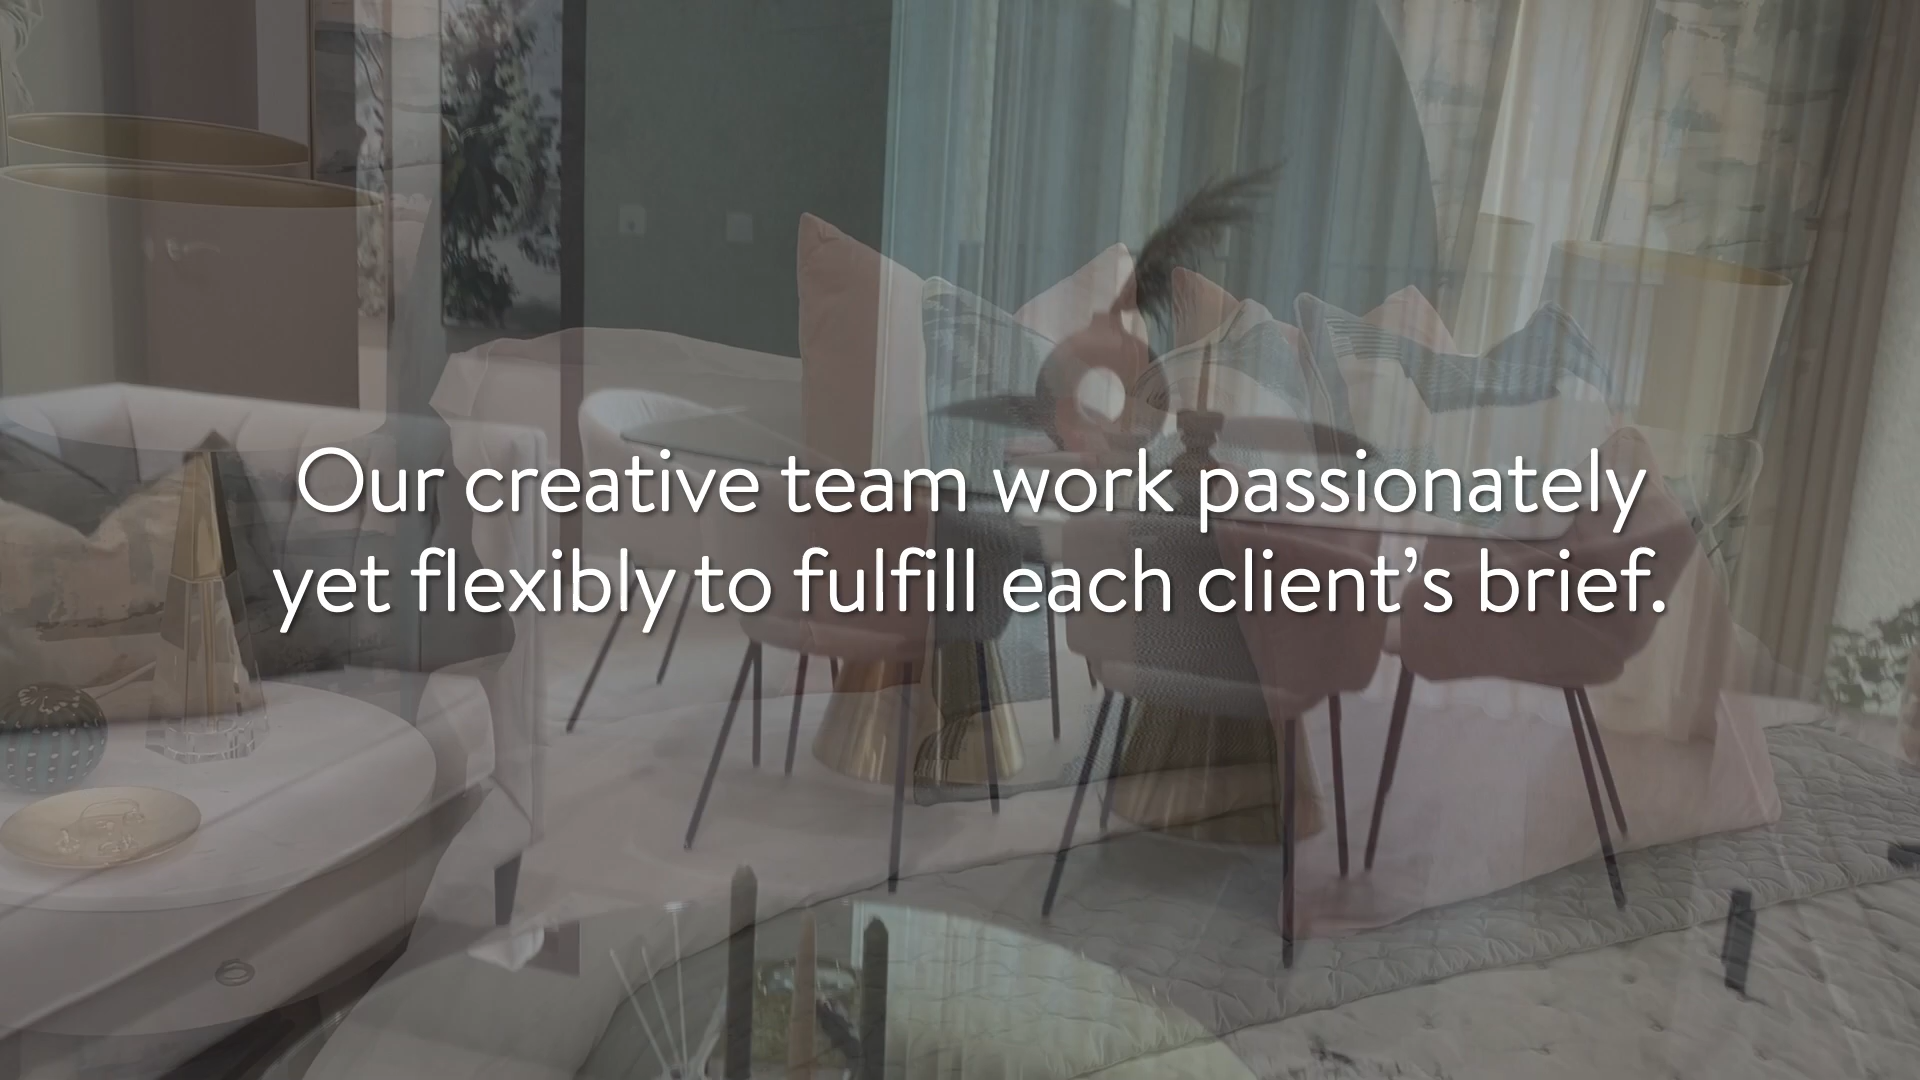 Our creative team work passionately
yet flexibly to fulfill each client’s brief.